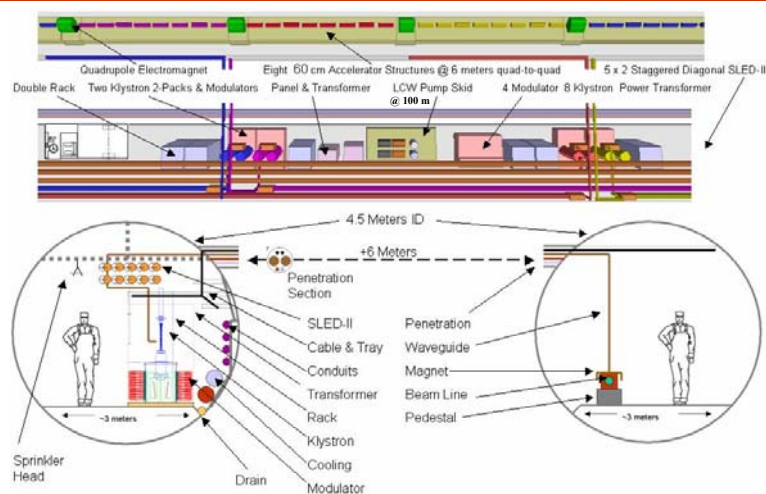 Quadrupole Electromagnet
Eight 60 cm Accelerator Structures @ 6 meters quad-to-quad
5 x 2 Staggered Diagonal SLED-II
Double Rack
Two Klystron 2-Packs & Modulators
Panel & Transformer
LCW Pump Skid
@ 100 m
4 Modulator 8 Klystron Power Transformer
4.5 Meters ID
+6 Meters
Penetration
Section
SLED-II
Cable & Tray
Conduits
Transformer
Rack
Klystron
Cooling
Modulator
Drain
Sprinkler
Head
~3 meters
Penetration
Waveguide
Magnet
Beam Line
Pedestal
~3 meters